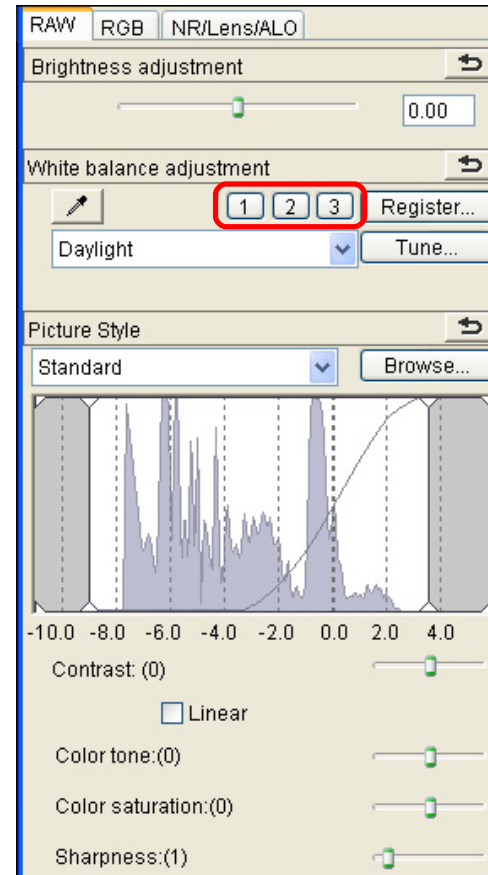 RAW RGB NR/Lens/ALO
Brightness adjustment
0.00
White balance adjustment
1 2 3 Register...
Daylight Tune...
Picture Style
Standard Browse...
-10.0 -8.0 -6.0 -4.0 -2.0 0.0 2.0 4.0
Contrast: (0)
Linear
Color tone:(0)
Color saturation:(0)
Sharpness:(1)